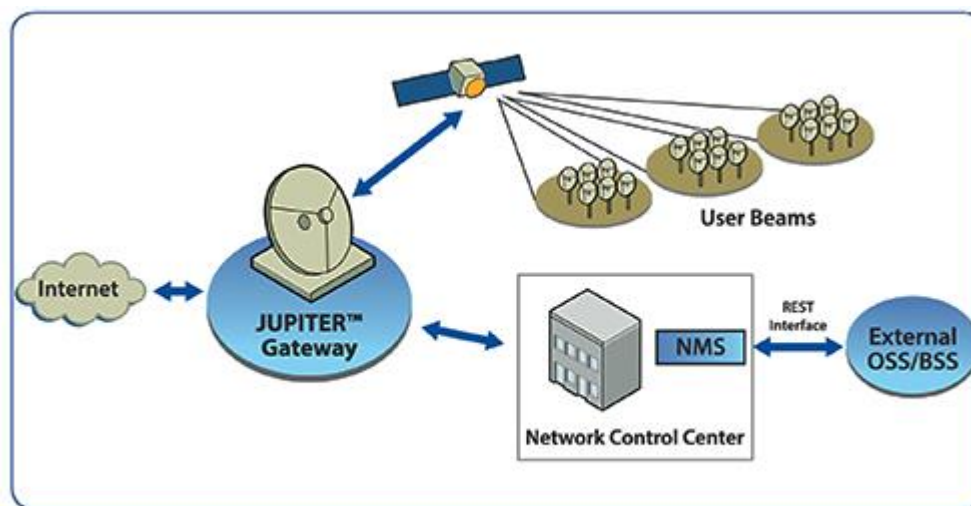 User Beams
Internet
JUPITER™
Gateway
NMS
REST
Interface
External
OSS/BSS
Network Control Center